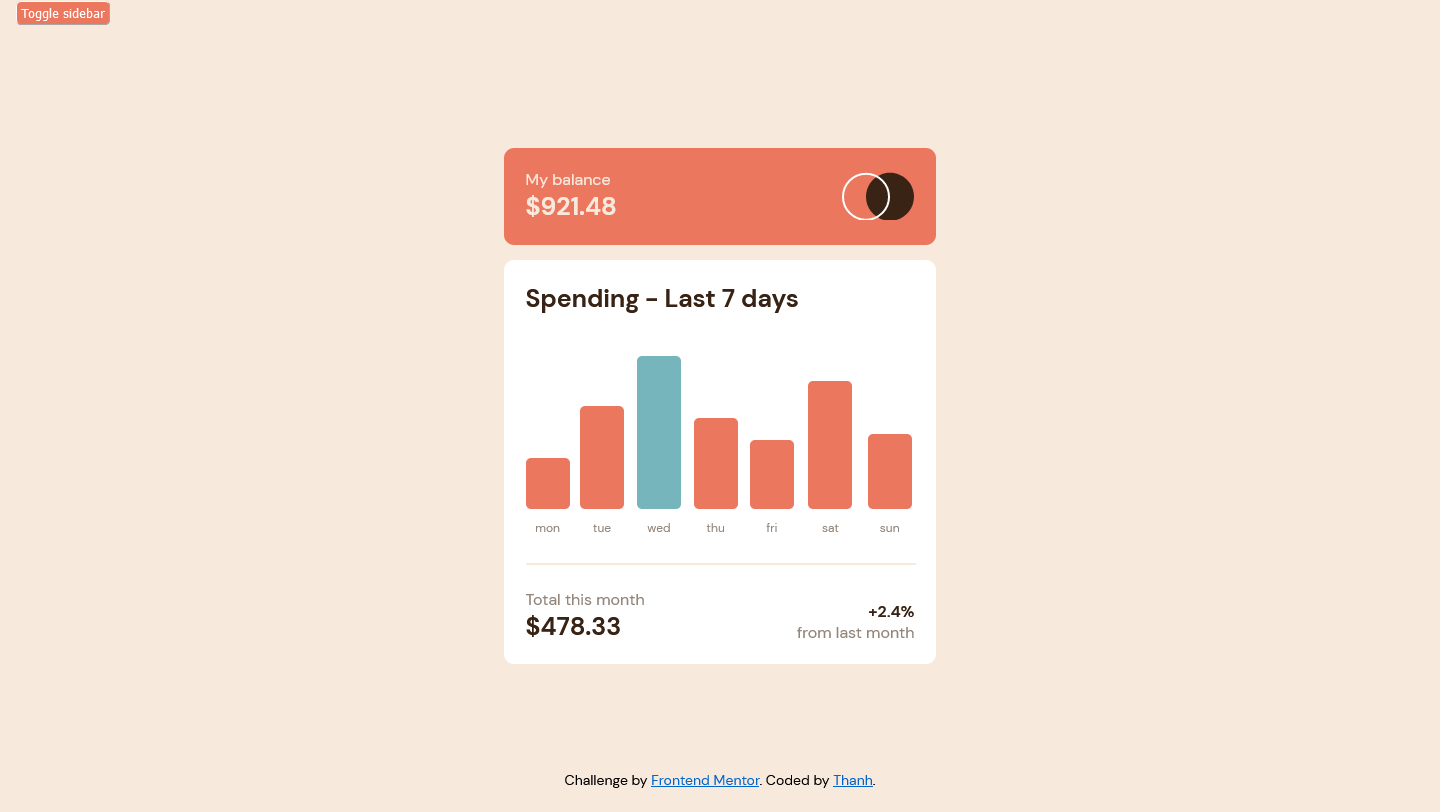 Toggle sidebar
My balance
$921.48
Spending - Last 7 days
mon tue wed thu fri sat sun
Total this month
$478.33
+2.4%
from last month
Challenge by Frontend Mentor. Coded by Thanh.